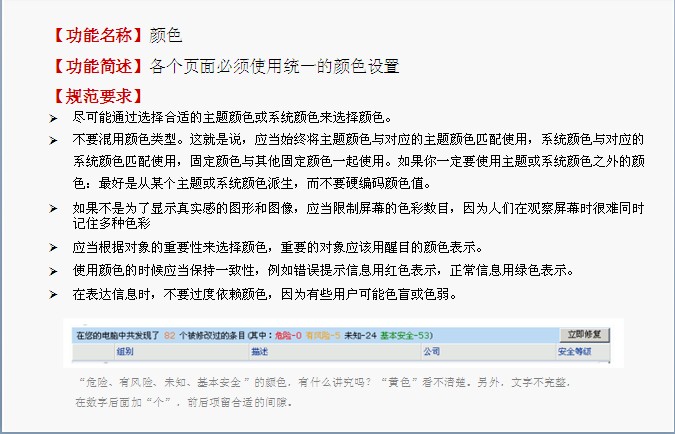 【功能名称】颜色
【功能简述】各个页面必须使用统一的颜色设置
【规范要求】
尽可能通过选择合适的主题颜色或系统颜色来选择颜色。
不要混用颜色类型。这就是说，应当始终将主题颜色与对应的主题颜色匹配使用，系统颜色与对应的
系统颜色匹配使用，固定颜色与其他固定颜色一起使用。如果你一定要使用主题或系统颜色之外的颜
色：最好是从某个主题或系统颜色派生，而不要硬编码颜色值。
如果不是为了显示真实感的图形和图像，应当限制屏幕的色彩数目，因为人们在观察屏幕时很难同时
记住多种色彩
应当根据对象的重要性来选择颜色，重要的对象应该用醒目的颜色表示。
使用颜色的时候应当保持一致性，例如错误提示信息用红色表示，正常信息用绿色表示。
在表达信息时，不要过度依赖颜色，因为有些用户可能色盲或色弱。
在您的电脑中共发现了 82 个被修改过的条目(其中：危险-0 有风险-5 未知-24 基本安全-53) 立即修复
组别 描述 公司 安全等级
“危险、有风险、未知、基本安全”的颜色，有什么讲究吗？“黄色”看不清楚。另外，文字不完整，
在数字后面加“个”，前后项留合适的间隙。